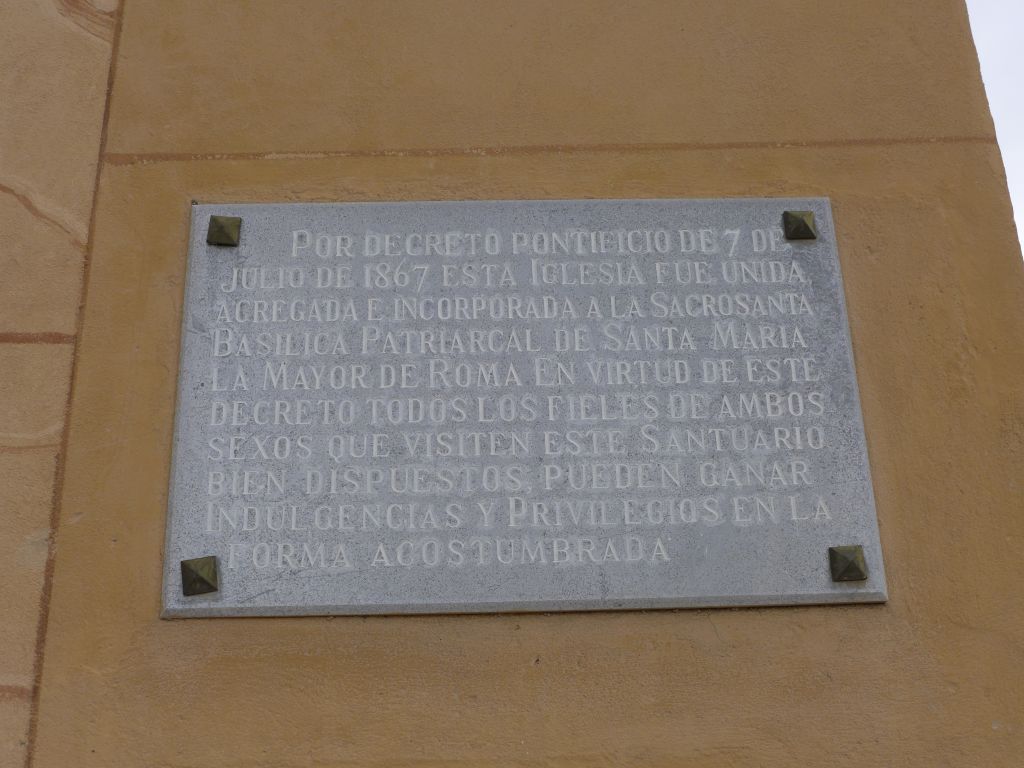 POR DECRETO PONTIFICIO DE 7 DE
JULIO DE 1867 ESTA IGLESIA FUE UNIDA
AGREGADA E INCORPORADA A LA SACROSANTA
BASILICA PATRIARCAL DE SANTA MARIA
LA MAYOR DE ROMA EN VIRTUD DE ESTE
DECRETO TODOS LOS FIELES DE AMBOS
SEXOS QUE VISITEN ESTE SANTUARIO
BIEN DISPUESTOS, PUEDEN GANAR
INDULGENCIAS Y PRIVILEGIOS EN LA
FORMA ACOSTUMBRADA